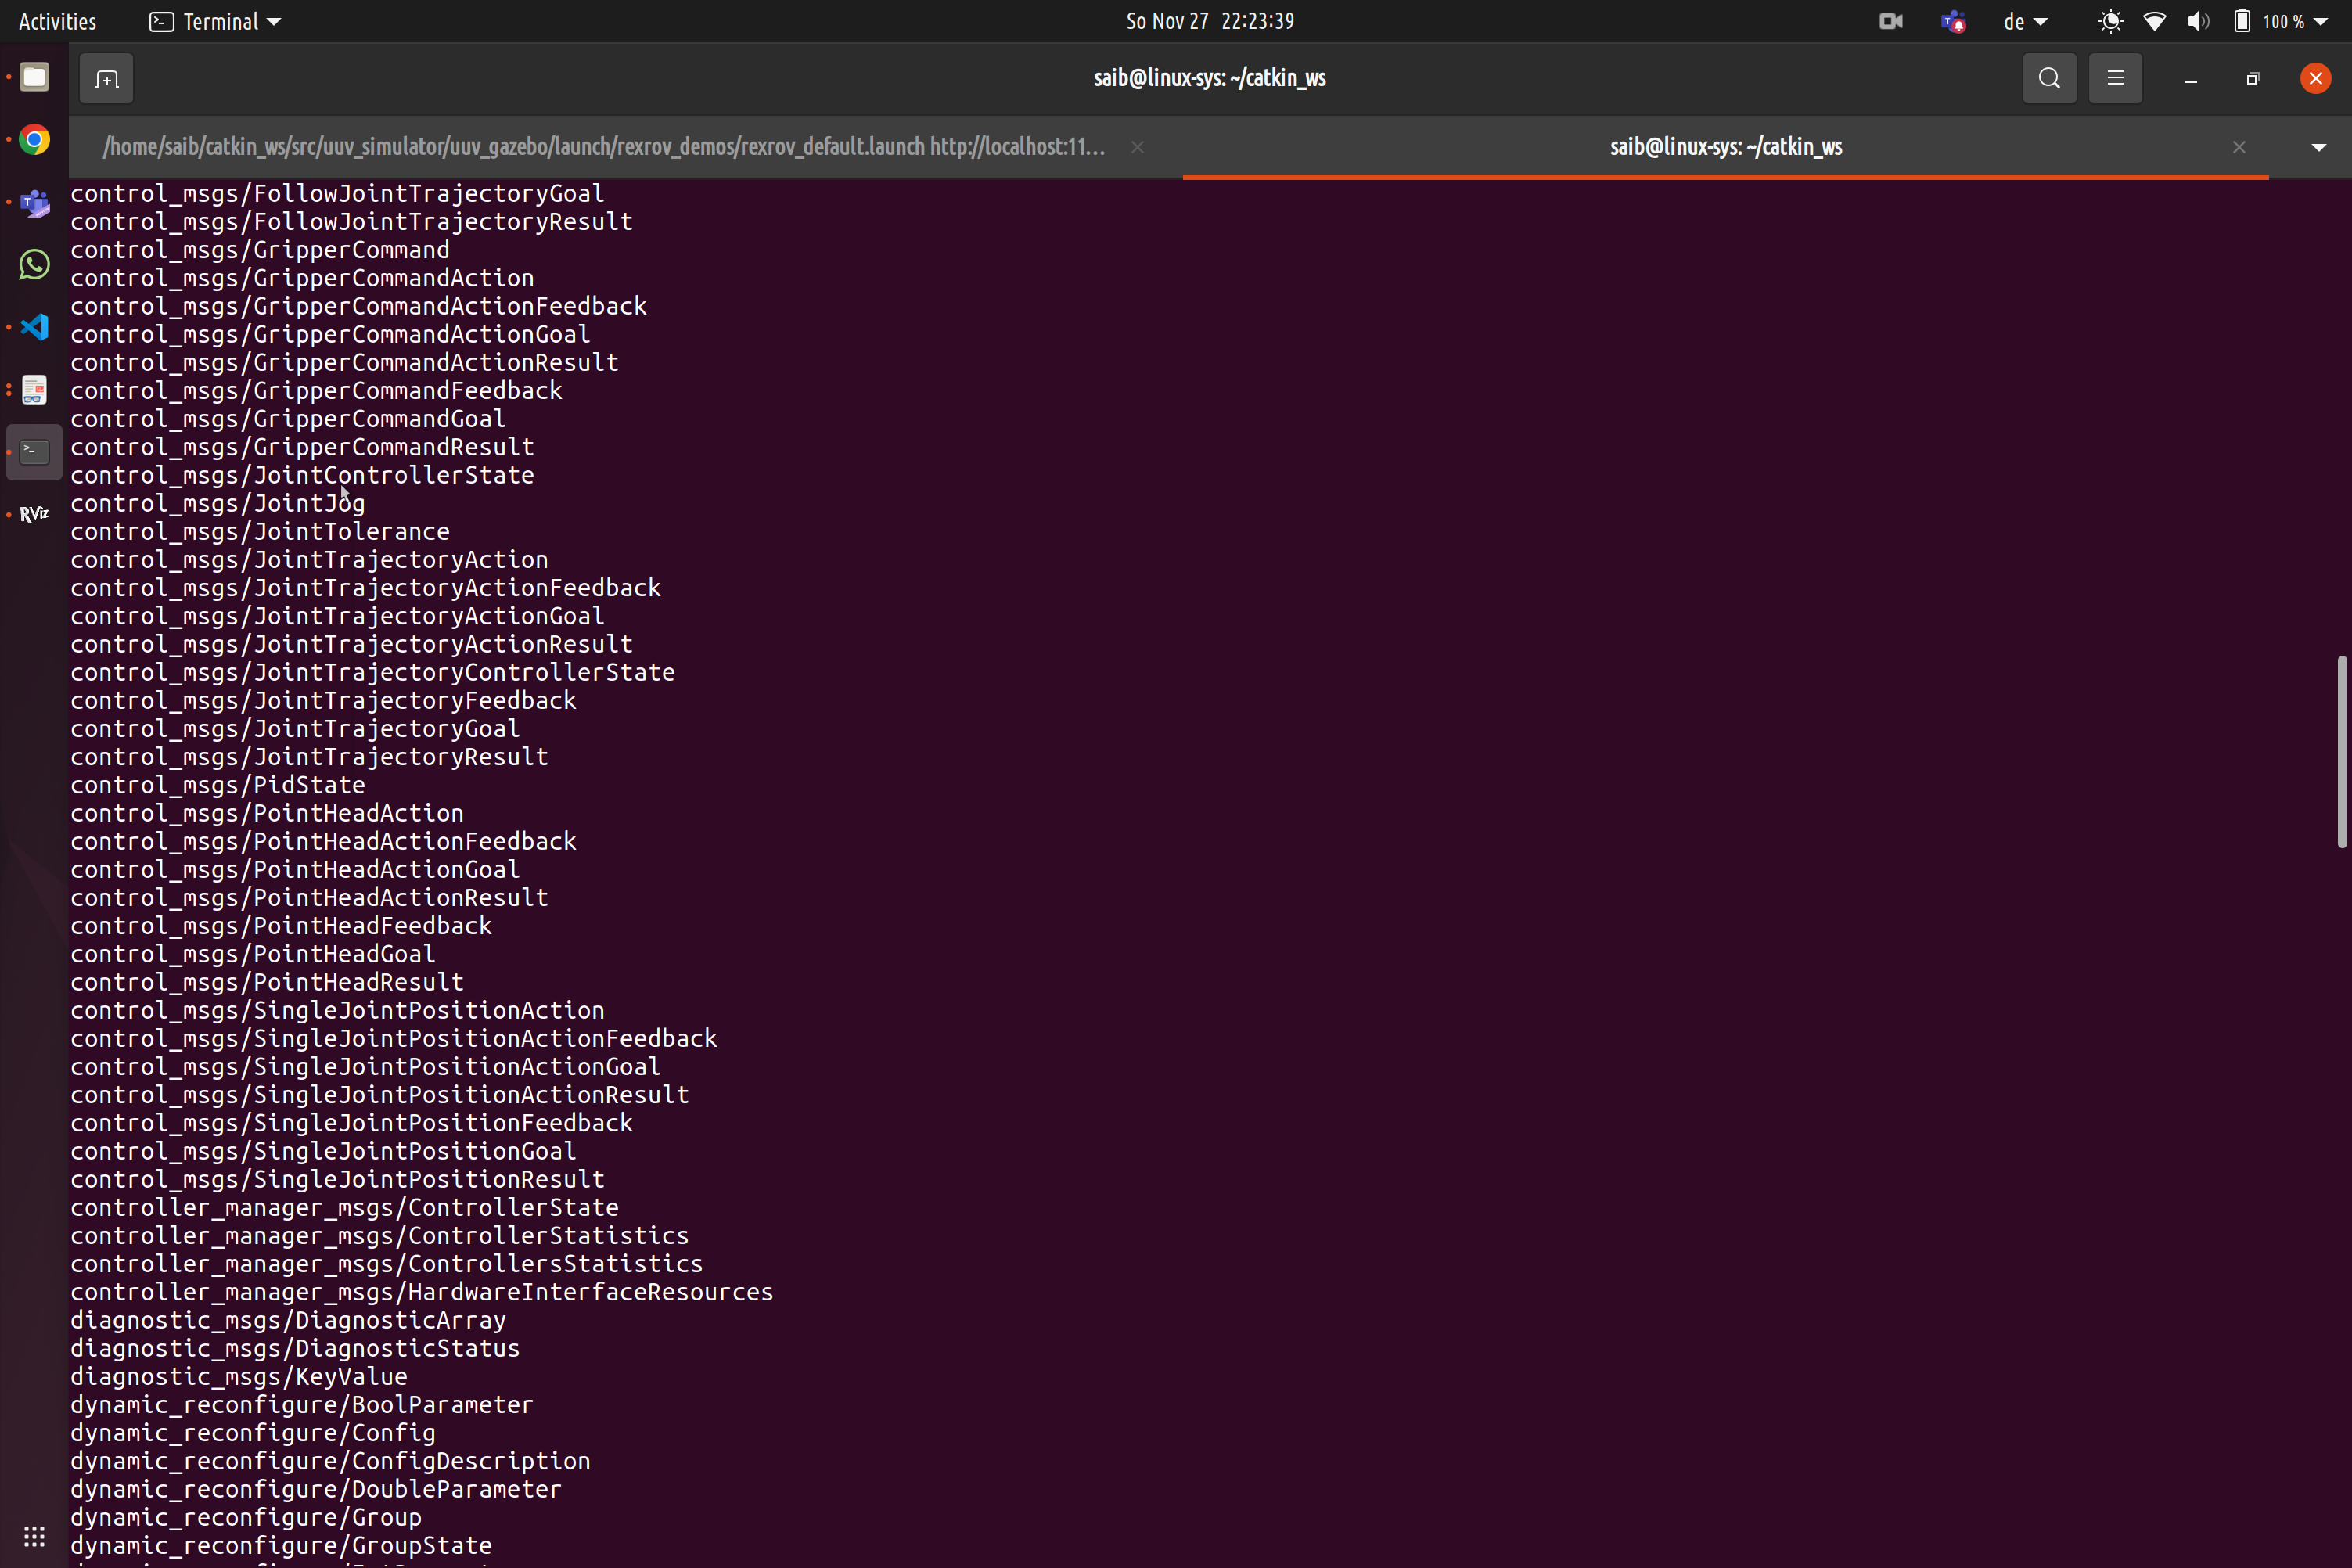 Activities Terminal So Nov 27 22:23:39 de 100 %
saib@linux-sys: ~/catkin_ws
/home/saib/catkin_ws/src/uuv_simulator/uuv_gazebo/launch/rexrov_demos/rexrov_default.launch http://localhost:11… saib@linux-sys: ~/catkin_ws
control_msgs/FollowJointTrajectoryGoal
control_msgs/FollowJointTrajectoryResult
control_msgs/GripperCommand
control_msgs/GripperCommandAction
control_msgs/GripperCommandActionFeedback
control_msgs/GripperCommandActionGoal
control_msgs/GripperCommandActionResult
control_msgs/GripperCommandFeedback
control_msgs/GripperCommandGoal
control_msgs/GripperCommandResult
control_msgs/JointControllerState
control_msgs/JointJog
control_msgs/JointTolerance
control_msgs/JointTrajectoryAction
control_msgs/JointTrajectoryActionFeedback
control_msgs/JointTrajectoryActionGoal
control_msgs/JointTrajectoryActionResult
control_msgs/JointTrajectoryControllerState
control_msgs/JointTrajectoryFeedback
control_msgs/JointTrajectoryGoal
control_msgs/JointTrajectoryResult
control_msgs/PidState
control_msgs/PointHeadAction
control_msgs/PointHeadActionFeedback
control_msgs/PointHeadActionGoal
control_msgs/PointHeadActionResult
control_msgs/PointHeadFeedback
control_msgs/PointHeadGoal
control_msgs/PointHeadResult
control_msgs/SingleJointPositionAction
control_msgs/SingleJointPositionActionFeedback
control_msgs/SingleJointPositionActionGoal
control_msgs/SingleJointPositionActionResult
control_msgs/SingleJointPositionFeedback
control_msgs/SingleJointPositionGoal
control_msgs/SingleJointPositionResult
controller_manager_msgs/ControllerState
controller_manager_msgs/ControllerStatistics
controller_manager_msgs/ControllersStatistics
controller_manager_msgs/HardwareInterfaceResources
diagnostic_msgs/DiagnosticArray
diagnostic_msgs/DiagnosticStatus
diagnostic_msgs/KeyValue
dynamic_reconfigure/BoolParameter
dynamic_reconfigure/Config
dynamic_reconfigure/ConfigDescription
dynamic_reconfigure/DoubleParameter
dynamic_reconfigure/Group
dynamic_reconfigure/GroupState
RViz